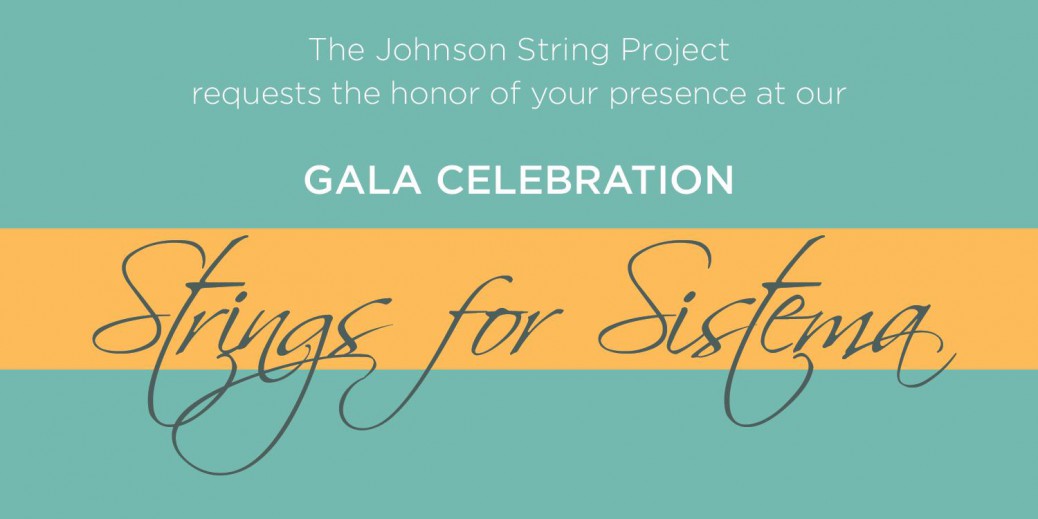 The Johnson String Project
requests the honor of your presence at our
GALA CELEBRATION
Strings for Sistema